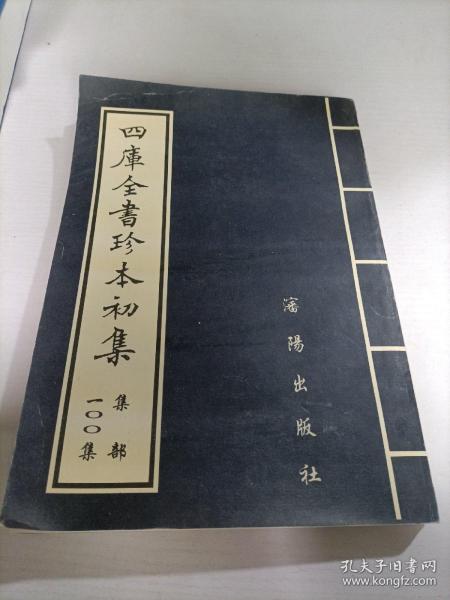 四庫全書珍本初集
集部
一〇〇集
瀋陽出版社
孔夫子旧書网
www.kongfz.com